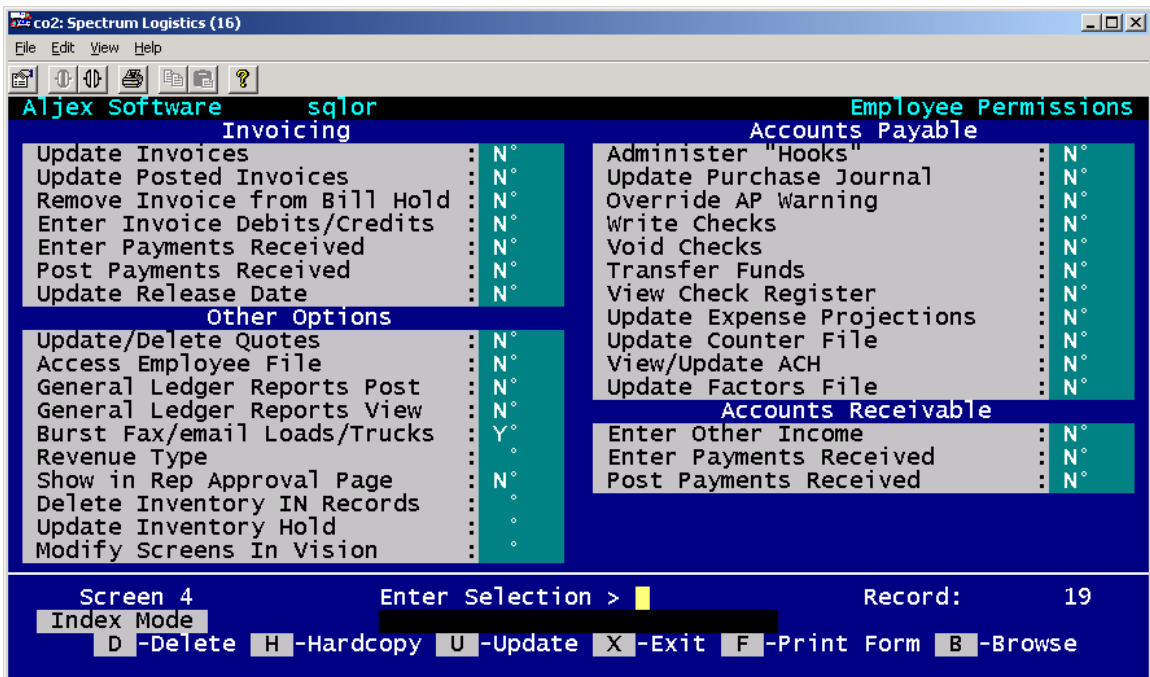 co2: Spectrum Logistics (16)
File Edit View Help
Aljex Software sqlor Employee Permissions
Invoicing
Update Invoices : N°
Update Posted Invoices : N°
Remove Invoice from Bill Hold : N°
Enter Invoice Debits/Credits : N°
Enter Payments Received : N°
Post Payments Received : N°
Update Release Date : N°
Other Options
Update/Delete Quotes : N°
Access Employee File : N°
General Ledger Reports Post : N°
General Ledger Reports View : N°
Burst Fax/email Loads/Trucks : Y°
Revenue Type : °
Show in Rep Approval Page : N°
Delete Inventory IN Records : °
Update Inventory Hold : °
Modify Screens In Vision : °
Accounts Payable
Administer "Hooks" : N°
Update Purchase Journal : N°
Override AP Warning : N°
Write Checks : N°
Void Checks : N°
Transfer Funds : N°
View Check Register : N°
Update Expense Projections : N°
Update Counter File : N°
View/Update ACH : N°
Update Factors File : N°
Accounts Receivable
Enter Other Income : N°
Enter Payments Received : N°
Post Payments Received : N°
Screen 4 Enter Selection > Record: 19
Index Mode
D -Delete H -Hardcopy U -Update X -Exit F -Print Form B -Browse